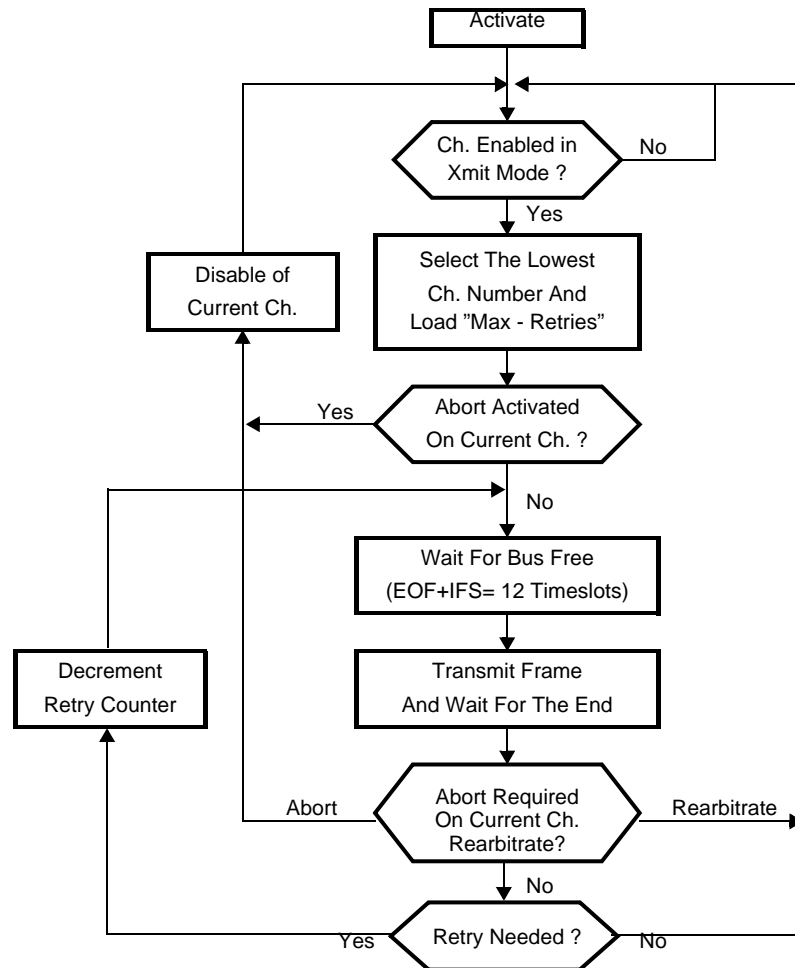 Activate
Ch. Enabled in
Xmit Mode ?
No
Yes
Select The Lowest
Ch. Number And
Load ”Max - Retries”
Disable of
Current Ch.
Yes
Abort Activated
On Current Ch. ?
No
Wait For Bus Free
(EOF+IFS= 12 Timeslots)
Decrement
Retry Counter
Transmit Frame
And Wait For The End
Abort
Abort Required
On Current Ch.
Rearbitrate?
Rearbitrate
No
Yes
Retry Needed ?
No